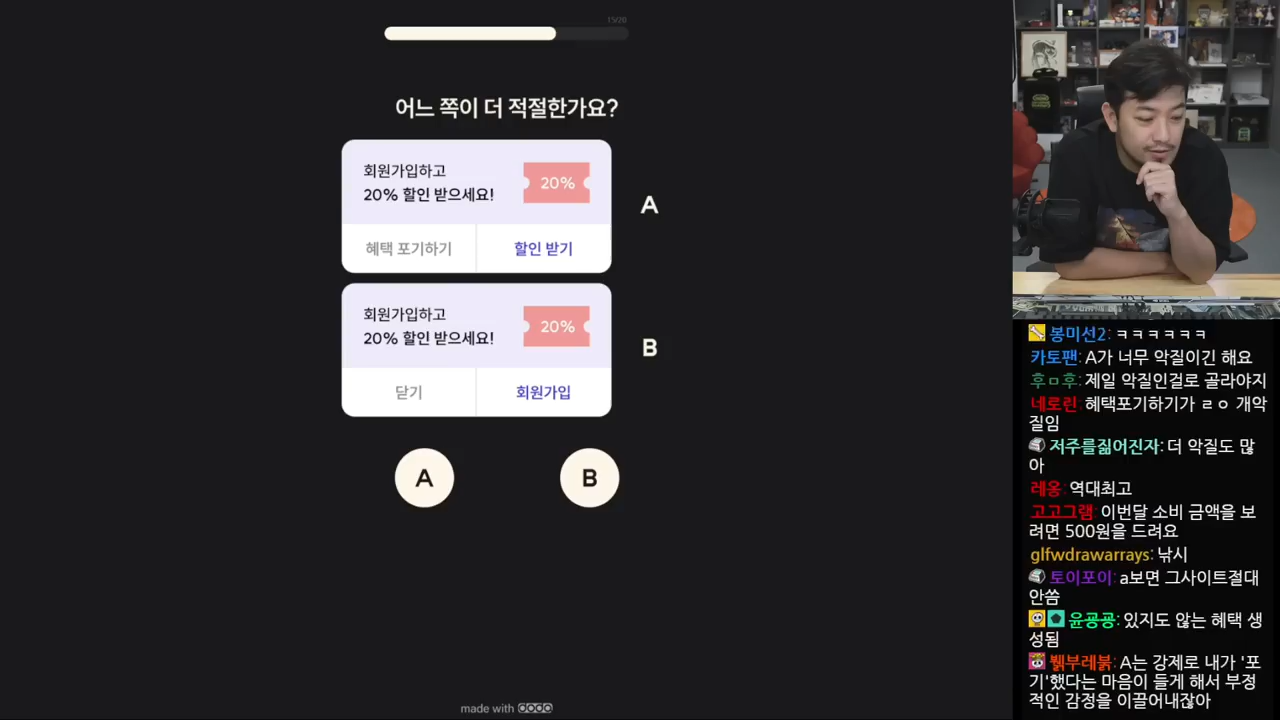 15/20
어느 쪽이 더 적절한가요?
회원가입하고
20% 할인 받으세요!
20%
혜택 포기하기
할인 받기
A
회원가입하고
20% 할인 받으세요!
20%
닫기
회원가입
B
A
B
made with dodo
봉미선2: ㅋㅋㅋㅋㅋㅋ
카토팬: A가 너무 악질이긴 해요
후ㅁ후: 제일 악질인걸로 골라야지
네로린: 혜택포기하기가 ㄹㅇ 개악
질임
저주를짊어진자: 더 악질도 많
아
레옹: 역대최고
고고그램: 이번달 소비 금액을 보
려면 500원을 드려요
glfwdrawarrays: 낚시
토이포이: a보면 그사이트절대
안씀
윤굥굥: 있지도 않는 혜택 생
성됨
A는 강제로 내가 '포
기'했다는 마음이 들게 해서 부정
적인 감정을 이끌어내잖아